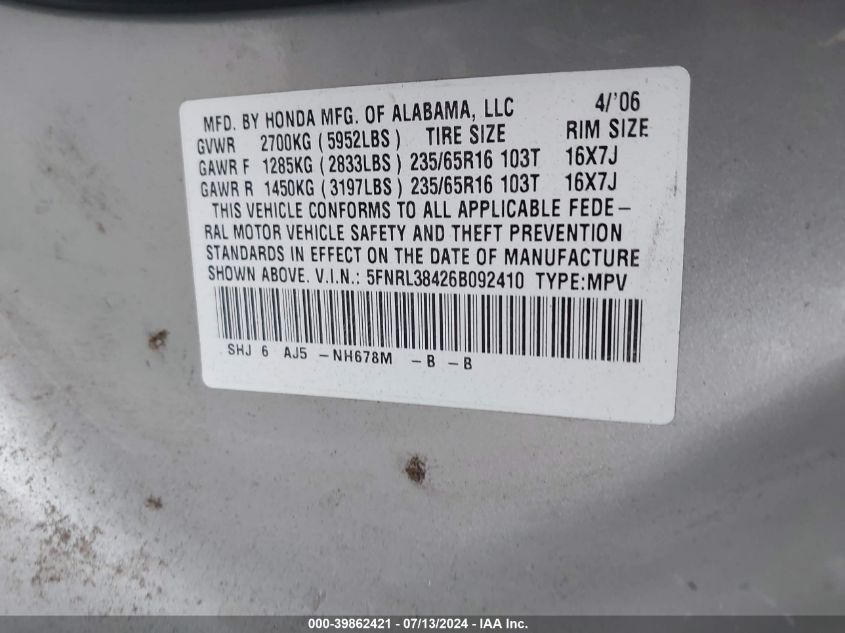 MFD. BY HONDA MFG. OF ALABAMA, LLC 4/'06
GVWR 2700KG (5952LBS) TIRE SIZE RIM SIZE
GAWR F 1285KG (2833LBS) 235/65R16 103T 16X7J
GAWR R 1450KG (3197LBS) 235/65R16 103T 16X7J
THIS VEHICLE CONFORMS TO ALL APPLICABLE FEDE-
RAL MOTOR VEHICLE SAFETY AND THEFT PREVENTION
STANDARDS IN EFFECT ON THE DATE OF MANUFACTURE
SHOWN ABOVE. V.I.N.: 5FNRL38426B092410 TYPE:MPV
SHJ 6 AJ5 -NH678M -B -B
000-39862421 - 07/13/2024 - IAA Inc.